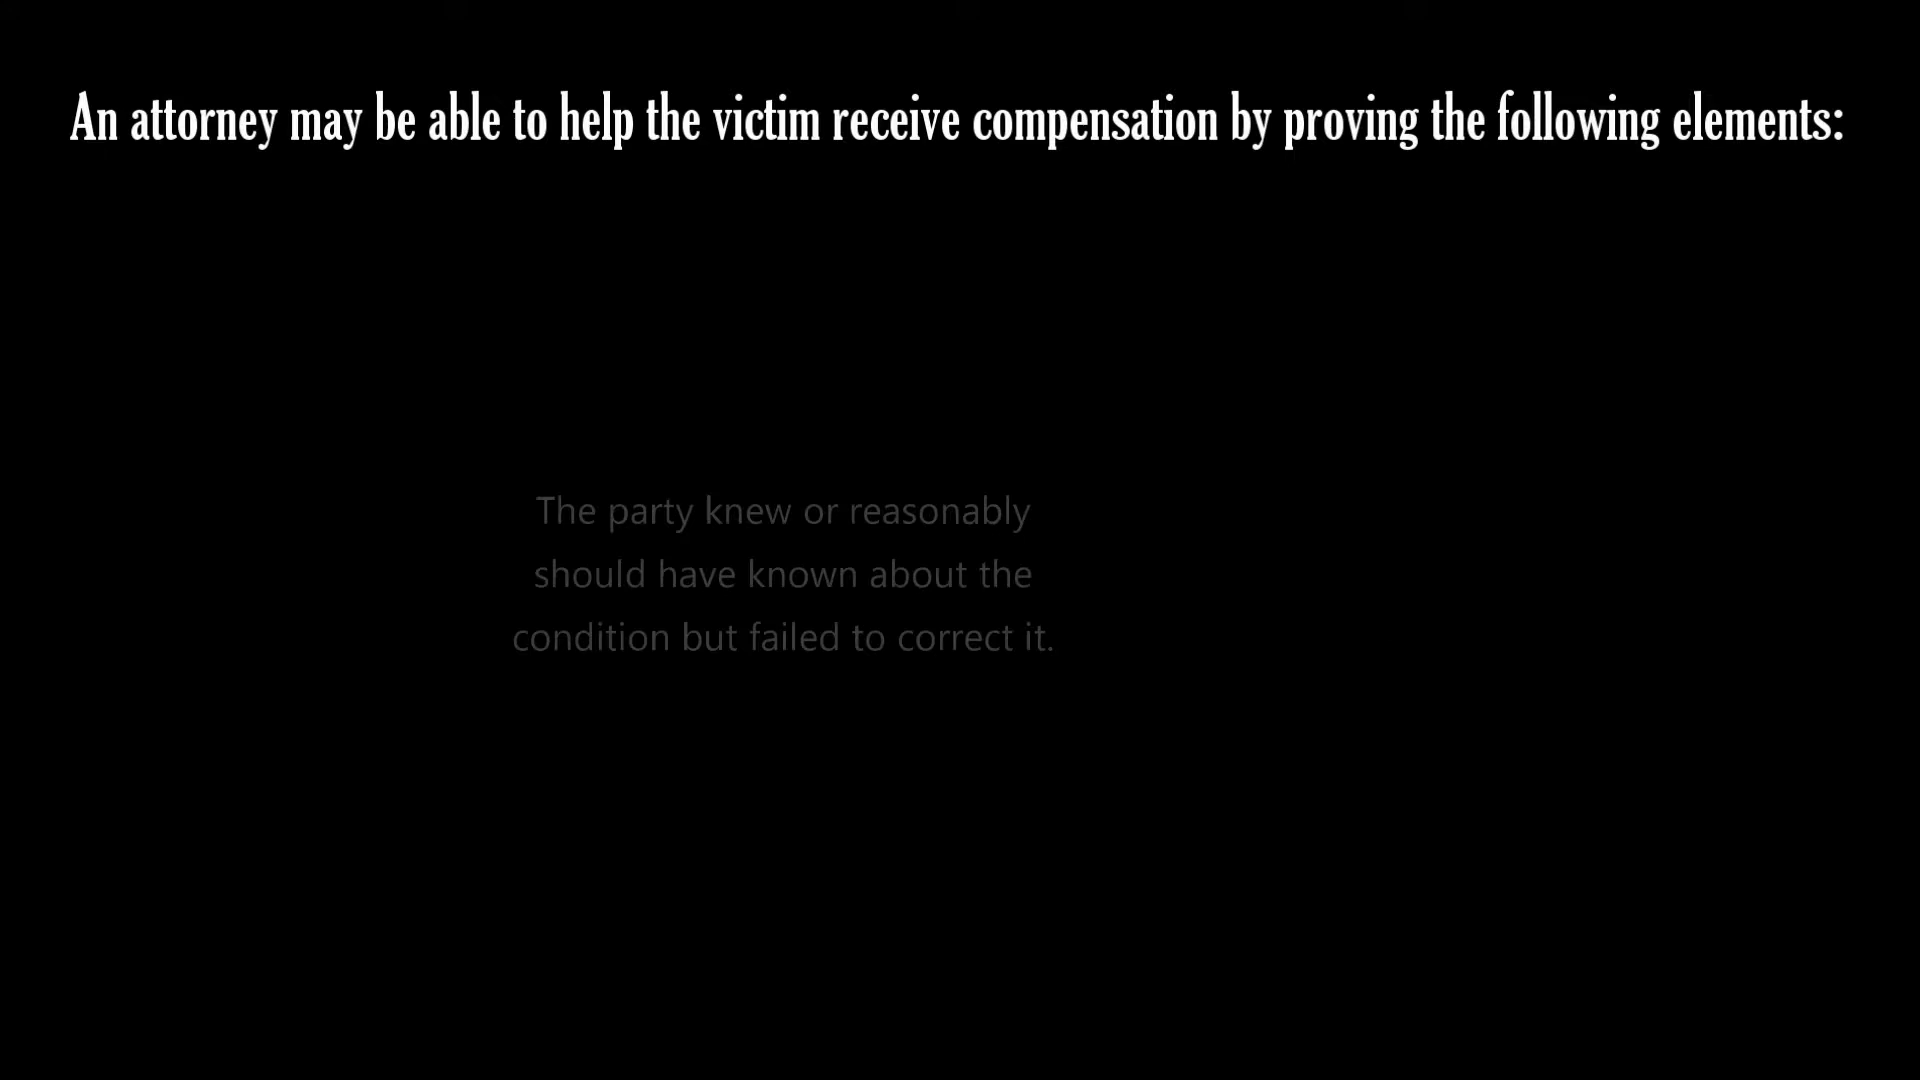 An attorney may be able to help the victim receive compensation by proving the following elements:
The party knew or reasonably
should have known about the
condition but failed to correct it.